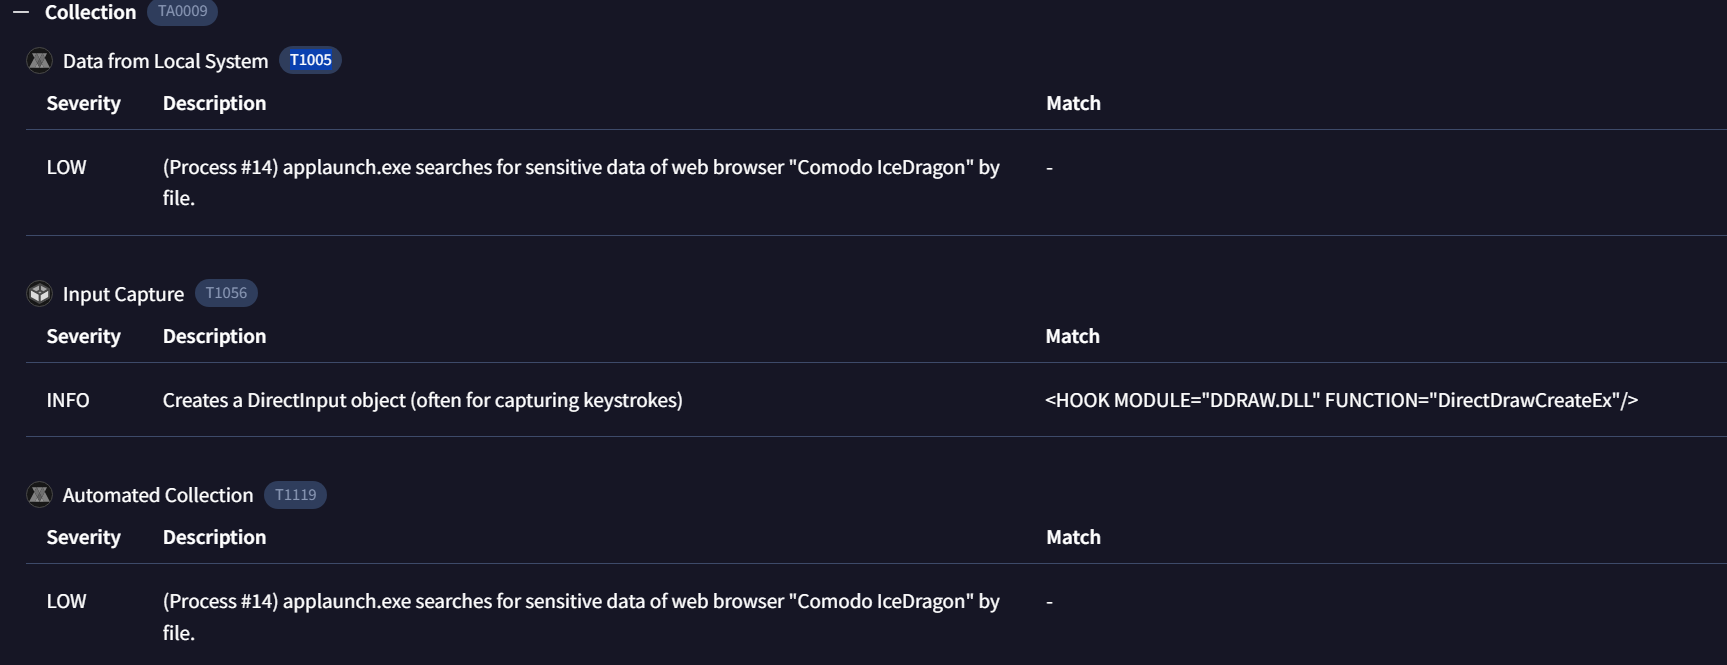 — Collection TA0009
Data from Local System T1005
Severity Description Match
LOW (Process #14) applaunch.exe searches for sensitive data of web browser "Comodo IceDragon" by -
file.
Input Capture T1056
Severity Description Match
INFO Creates a DirectInput object (often for capturing keystrokes) <HOOK MODULE="DDRAW.DLL" FUNCTION="DirectDrawCreateEx"/>
Automated Collection T1119
Severity Description Match
LOW (Process #14) applaunch.exe searches for sensitive data of web browser "Comodo IceDragon" by -
file.